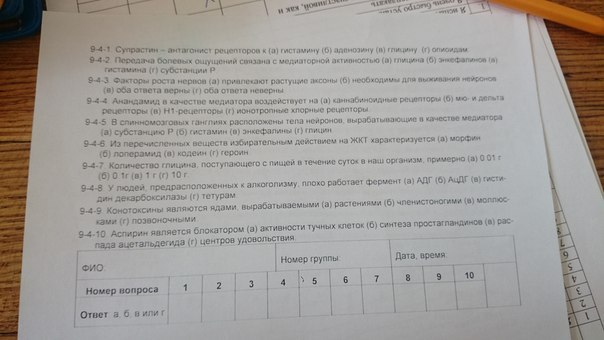 9-4-1 Супрастин – антагонист рецепторов к (а) гистамину (б) аденозину (в) глицину (г) опиоидам.
9-4-2 Передача болевых ощущений связана с медиаторной активностью (а) глицина (б) энкефалинов (в)
гистамина (г) субстанции Р
9-4-3 Факторы роста нервов (а) привлекают растущие аксоны (б) необходимы для выживания нейронов
(в) оба ответа верны (г) оба ответа неверны.
9-4-4 Анандамид в качестве медиатора воздействует на (а) каннабиноидные рецепторы (б) мю- и дельта
рецепторы (в) H1-рецепторы (г) ионотропные хлорные рецепторы.
9-4-5 В спинномозговых ганглиях расположены тела нейронов, вырабатывающие в качестве медиатора
(а) субстанцию Р (б) гистамин (в) энкефалины (г) глицин
9-4-6 Из перечисленных веществ избирательным действием на ЖКТ характеризуется (а) морфин
(б) лоперамид (в) кодеин (г) героин
9-4-7 Количество глицина, поступающего с пищей в течение суток в наш организм, примерно (а) 0.01 г
(б) 0.1г (в) 1 г (г) 10 г.
9-4-8 У людей, предрасположенных к алкоголизму, плохо работает фермент (а) АДГ (б) АцДГ (в) гисти-
дин декарбоксилазы (г) тетурам
9-4-9 Конотоксины являются ядами, вырабатываемыми (а) растениями (б) членистоногими (в) моллюс-
ками (г) позвоночными
9-4-10 Аспирин является блокатором (а) активности тучных клеток (б) синтеза простагландинов (в) рас-
пада ацетальдегида (г) центров удовольствия.
ФИО: Номер группы: Дата, время:
Номер вопроса 1 2 3 4 5 6 7 8 9 10
Ответ а, б, в или г